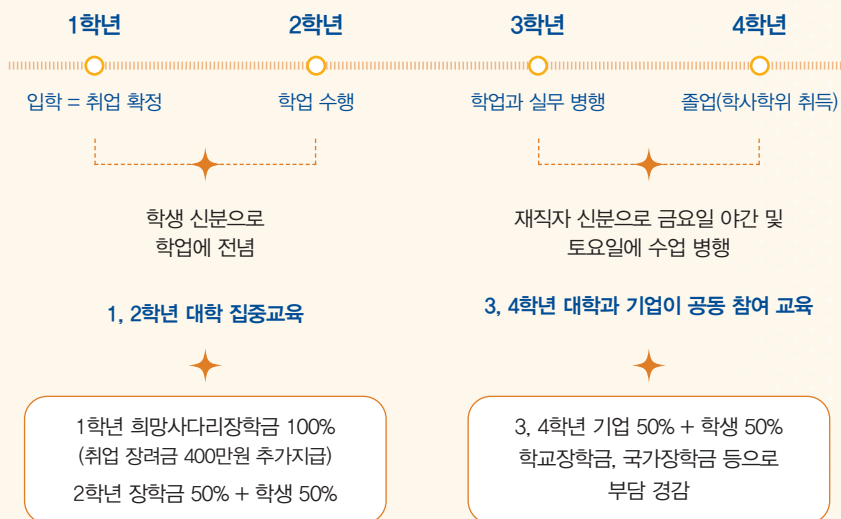 1학년
2학년
3학년
4학년
입학 = 취업 확정
학업 수행
학업과 실무 병행
졸업(학사학위 취득)
학생 신분으로
학업에 전념
재직자 신분으로 금요일 야간 및
토요일에 수업 병행
1, 2학년 대학 집중교육
3, 4학년 대학과 기업이 공동 참여 교육
1학년 희망사다리장학금 100%
(취업 장려금 400만원 추가지급)
2학년 장학금 50% + 학생 50%
3, 4학년 기업 50% + 학생 50%
학교장학금, 국가장학금 등으로
부담 경감